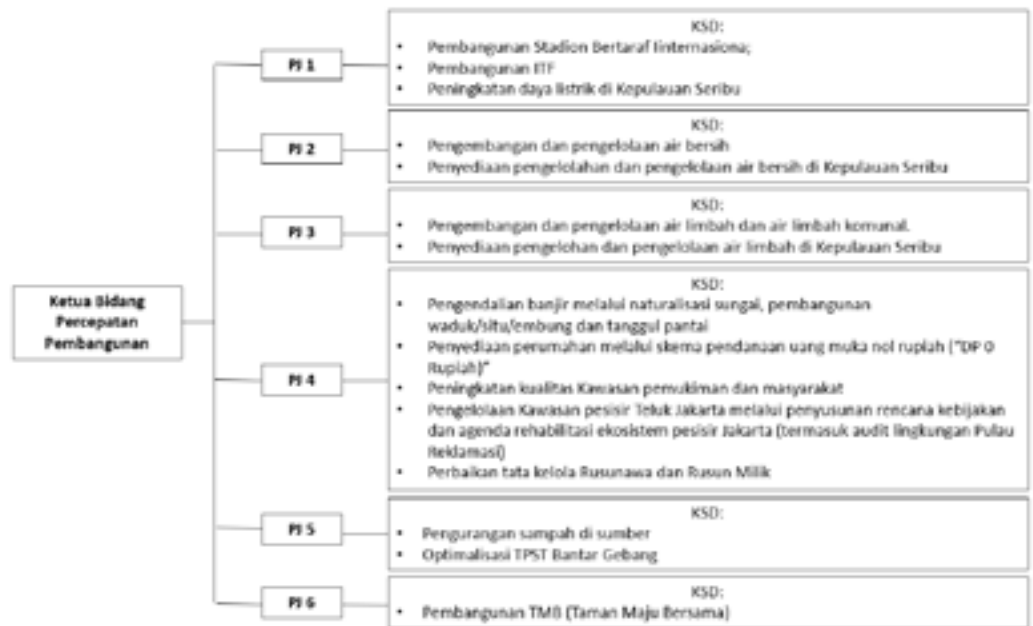 Ketua Bidang
Percepatan
Pembangunan
PJ 1
KSD:
• Pembangunan Stadion Bertaraf Iinternasiona;
• Pembangunan ITF
• Peningkatan daya listrik di Kepulauan Seribu
PJ 2
KSD:
• Pengembangan dan pengelolaan air bersih
• Penyediaan pengelolahan dan pengelolaan air bersih di Kepulauan Seribu
PJ 3
KSD:
• Pengembangan dan pengelolaan air limbah dan air limbah komunal.
• Penyediaan pengelohan dan pengelolaan air limbah di Kepulauan Seribu
PJ 4
KSD:
• Pengendalian banjir melalui naturalisasi sungai, pembangunan
waduk/situ/embung dan tanggul pantai
• Penyediaan perumahan melalui skema pendanaan uang muka nol rupiah ("DP 0
Rupiah)"
• Peningkatan kualitas Kawasan pemukiman dan masyarakat
• Pengelolaan Kawasan pesisir Teluk Jakarta melalui penyusunan rencana kebijakan
dan agenda rehabilitasi ekosistem pesisir Jakarta (termasuk audit lingkungan Pulau
Reklamasi)
• Perbaikan tata kelola Rusunawa dan Rusun Milik
PJ 5
KSD:
• Pengurangan sampah di sumber
• Optimalisasi TPST Bantar Gebang
PJ 6
KSD:
• Pembangunan TMB (Taman Maju Bersama)